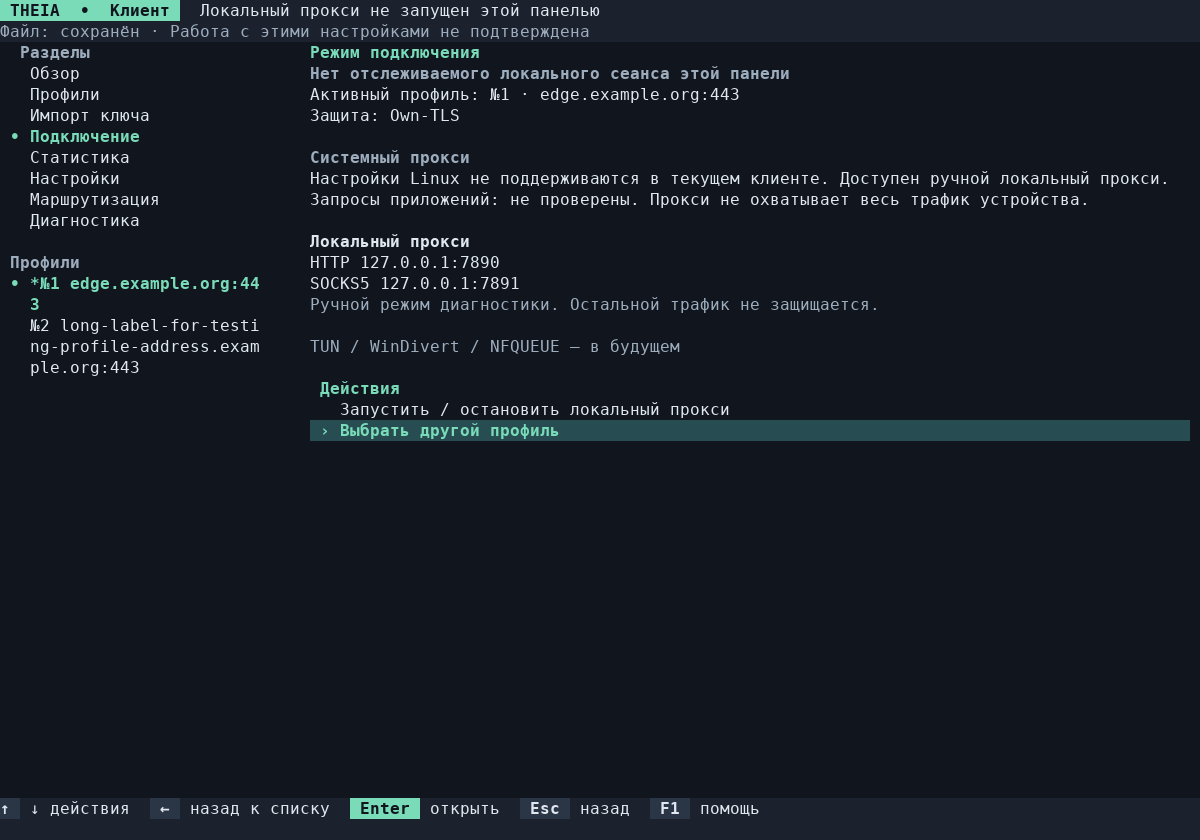 THEIA • Клиент Локальный прокси не запущен этой панелью
Файл: сохранён · Работа с этими настройками не подтверждена
Разделы
Обзор
Профили
Импорт ключа
• Подключение
Статистика
Настройки
Маршрутизация
Диагностика
Профили
• *№1 edge.example.org:44
3
№2 long-label-for-testi
ng-profile-address.exam
ple.org:443
Режим подключения
Нет отслеживаемого локального сеанса этой панели
Активный профиль: №1 · edge.example.org:443
Защита: Own-TLS
Системный прокси
Настройки Linux не поддерживаются в текущем клиенте. Доступен ручной локальный прокси.
Запросы приложений: не проверены. Прокси не охватывает весь трафик устройства.
Локальный прокси
HTTP 127.0.0.1:7890
SOCKS5 127.0.0.1:7891
Ручной режим диагностики. Остальной трафик не защищается.
TUN / WinDivert / NFQUEUE — в будущем
Действия
Запустить / остановить локальный прокси
› Выбрать другой профиль
↑ ↓ действия ← назад к списку Enter открыть Esc назад F1 помощь